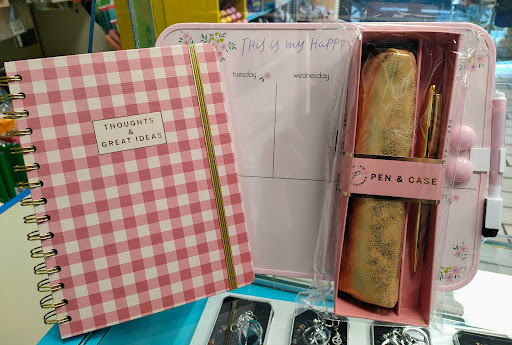 THOUGHTS
&
GREAT IDEAS
THIS is my HAPPY
tuesday
wednesday
PEN & CASE